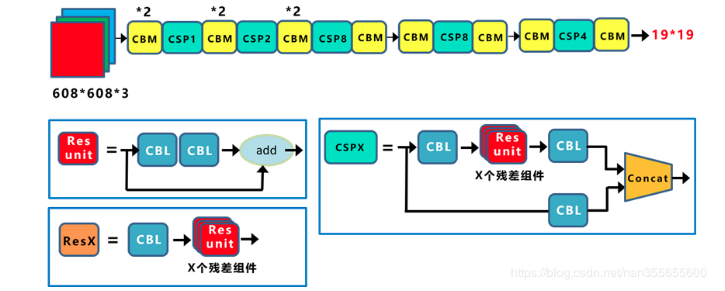 *2 *2 *2
CBM CSP1 CBM CSP2 CBM CSP8 CBM CSP8 CBM CBM CSP4 CBM 19*19
608*608*3
Res unit = CBL CBL add
ResX = CBL Res unit
X个残差组件
CSPX = CBL Res unit CBL
X个残差组件
Concat
CBL
https://blog.csdn.net/nan355655600